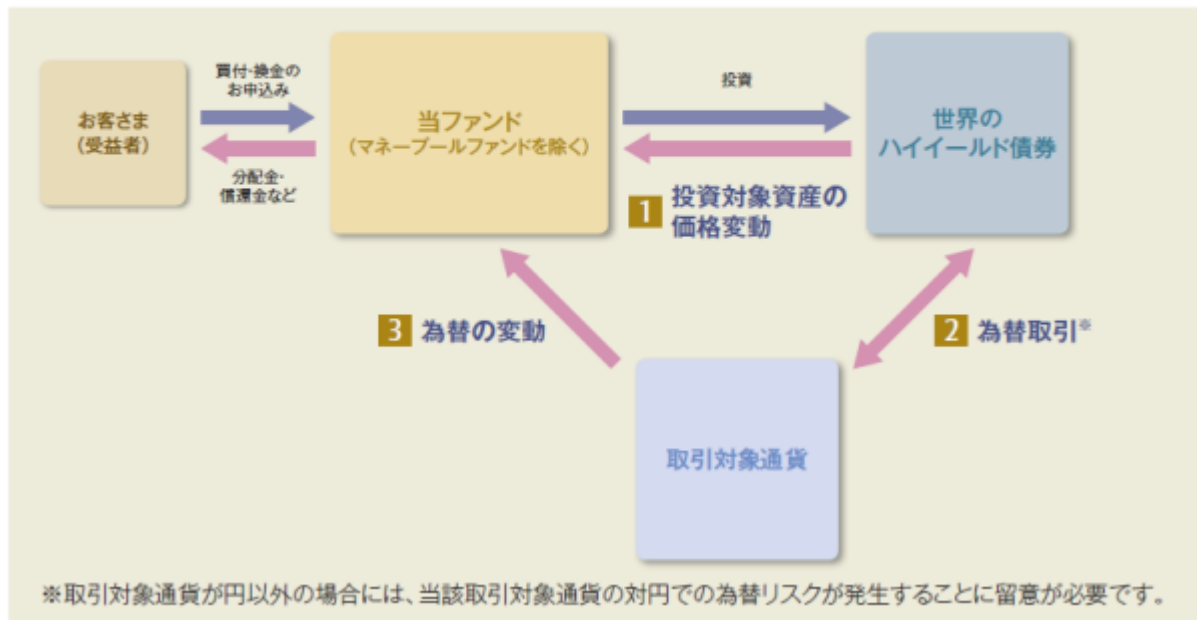 買付・換金の
お申込み
お客さま
(受益者)
分配金・
償還金など
当ファンド
(マネープールファンドを除く)
投資
世界の
ハイイールド債券
1 投資対象資産の
価格変動
3 為替の変動
2 為替取引※
取引対象通貨
※取引対象通貨が円以外の場合には、当該取引対象通貨の対円での為替リスクが発生することに留意が必要です。